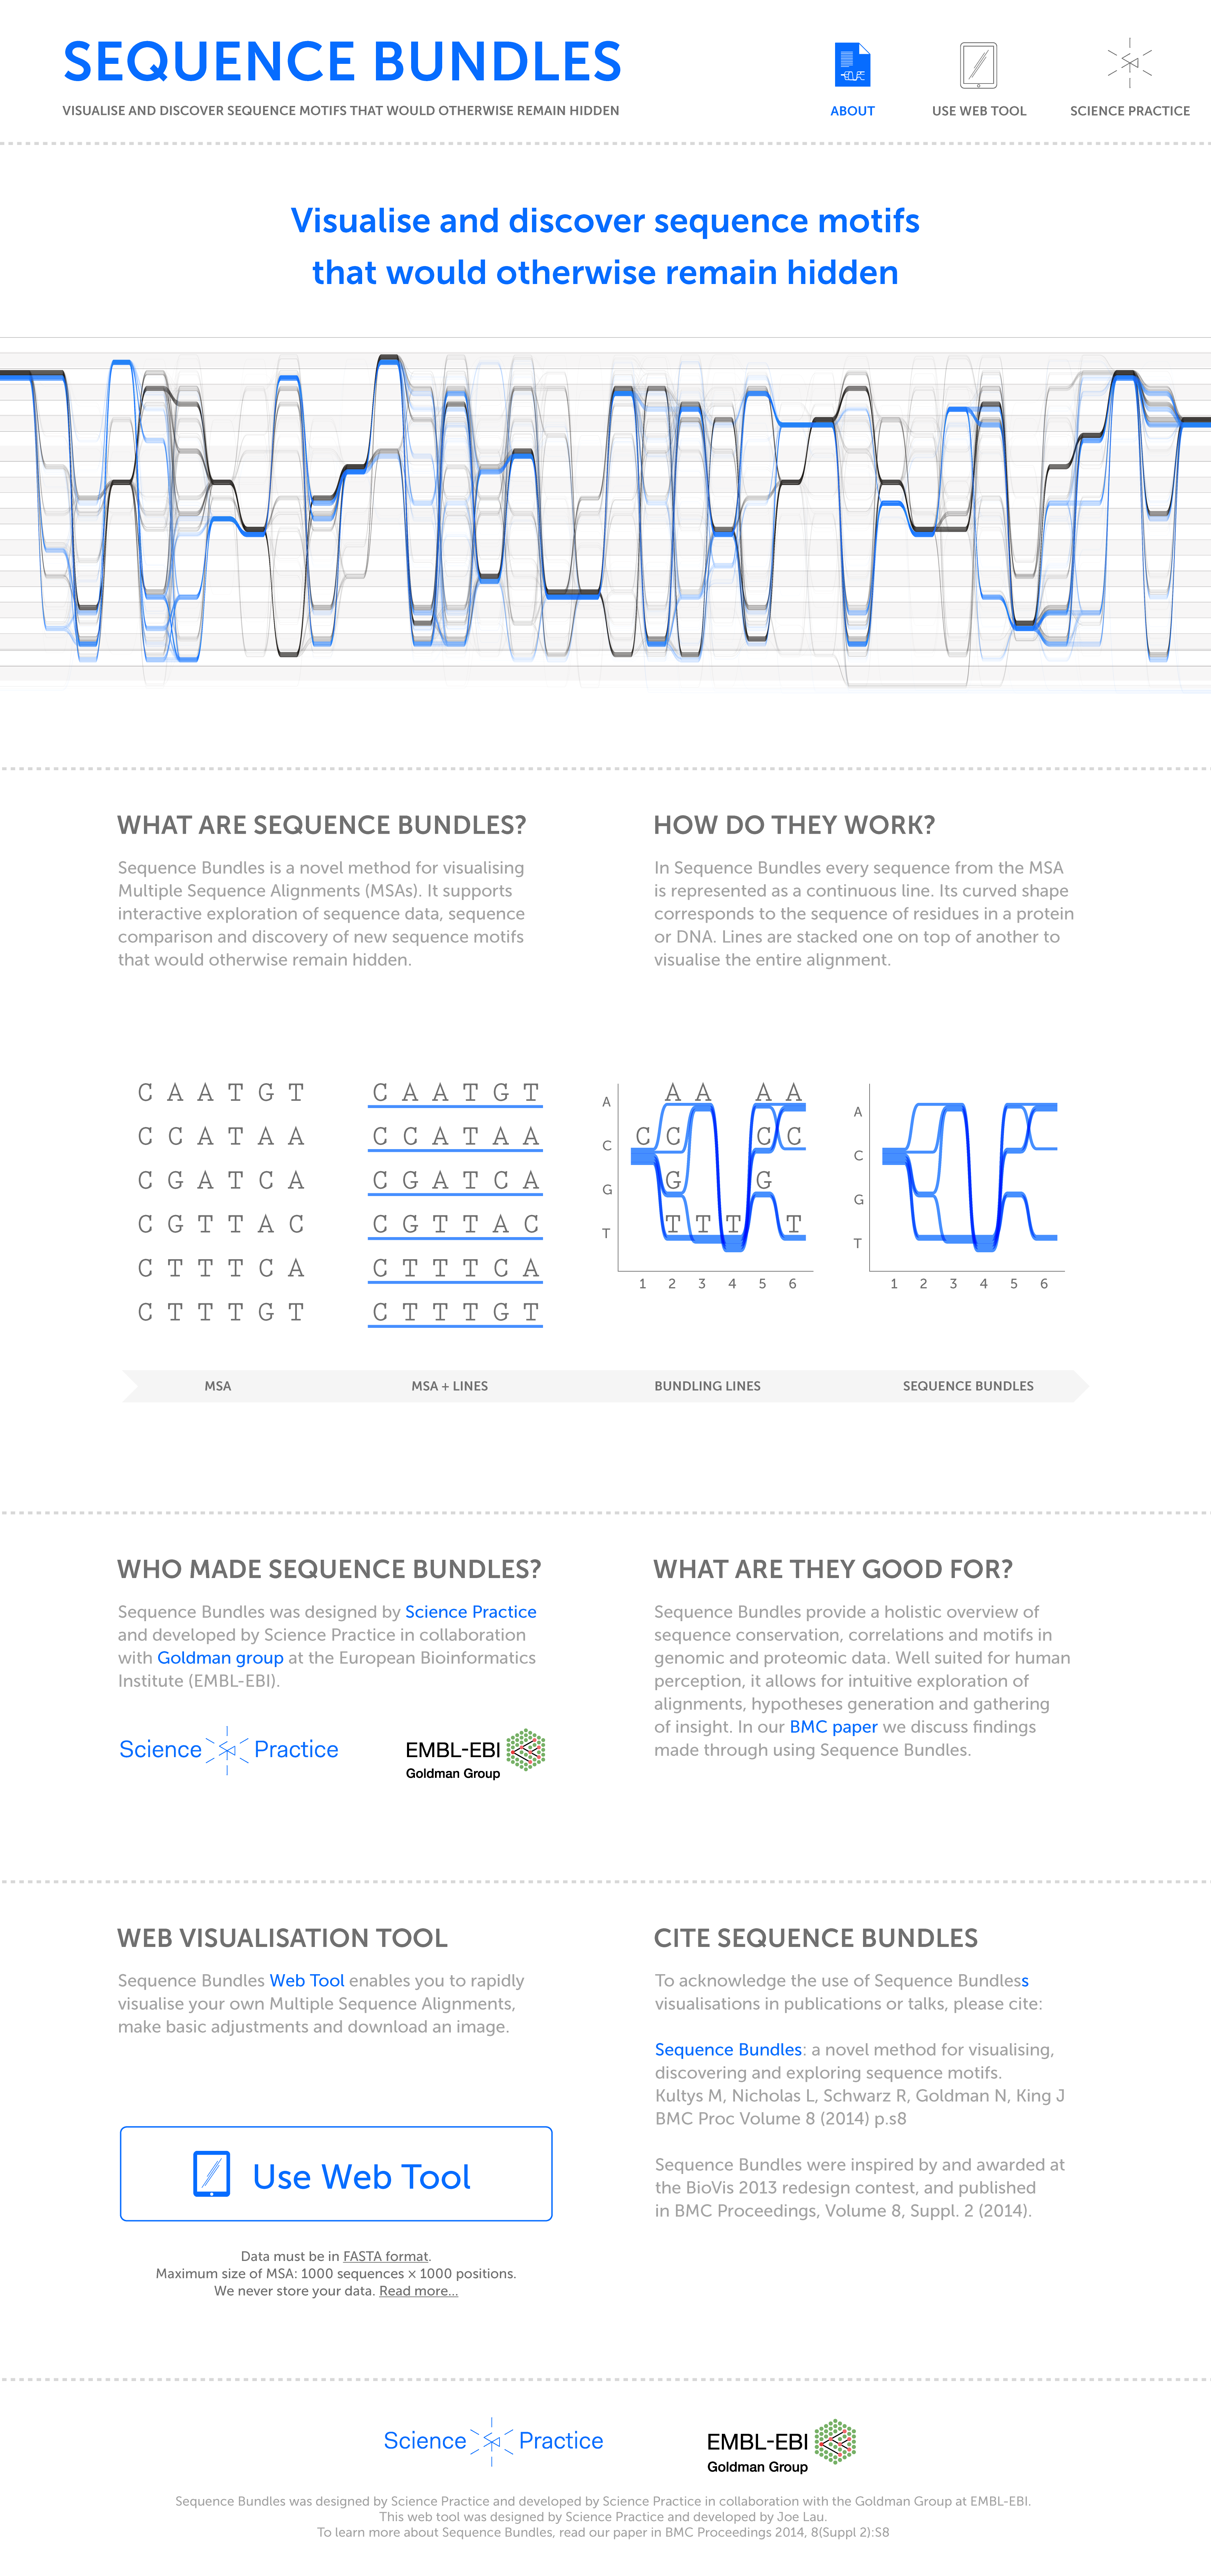 SEQUENCE BUNDLES
VISUALISE AND DISCOVER SEQUENCE MOTIFS THAT WOULD OTHERWISE REMAIN HIDDEN
ABOUT
USE WEB TOOL
SCIENCE PRACTICE
Visualise and discover sequence motifs
that would otherwise remain hidden
WHAT ARE SEQUENCE BUNDLES?
Sequence Bundles is a novel method for visualising
Multiple Sequence Alignments (MSAs). It supports
interactive exploration of sequence data, sequence
comparison and discovery of new sequence motifs
that would otherwise remain hidden.
HOW DO THEY WORK?
In Sequence Bundles every sequence from the MSA
is represented as a continuous line. Its curved shape
corresponds to the sequence of residues in a protein
or DNA. Lines are stacked one on top of another to
visualise the entire alignment.
C A A T G T
C C A T A A
C G A T C A
C G T T A C
C T T T C A
C T T T G T
C A A T G T
C C A T A A
C G A T C A
C G T T A C
C T T T C A
C T T T G T
A A A A A
C C C C C
G G G
T T T T T
1 2 3 4 5 6
A
C
G
T
1 2 3 4 5 6
MSA
MSA + LINES
BUNDLING LINES
SEQUENCE BUNDLES
WHO MADE SEQUENCE BUNDLES?
Sequence Bundles was designed by Science Practice
and developed by Science Practice in collaboration
with Goldman group at the European Bioinformatics
Institute (EMBL-EBI).
Science Practice
EMBL-EBI
Goldman Group
WHAT ARE THEY GOOD FOR?
Sequence Bundles provide a holistic overview of
sequence conservation, correlations and motifs in
genomic and proteomic data. Well suited for human
perception, it allows for intuitive exploration of
alignments, hypotheses generation and gathering
of insight. In our BMC paper we discuss findings
made through using Sequence Bundles.
WEB VISUALISATION TOOL
Sequence Bundles Web Tool enables you to rapidly
visualise your own Multiple Sequence Alignments,
make basic adjustments and download an image.
Use Web Tool
Data must be in FASTA format.
Maximum size of MSA: 1000 sequences × 1000 positions.
We never store your data. Read more...
CITE SEQUENCE BUNDLES
To acknowledge the use of Sequence Bundless
visualisations in publications or talks, please cite:
Sequence Bundles: a novel method for visualising,
discovering and exploring sequence motifs.
Kultys M, Nicholas L, Schwarz R, Goldman N, King J
BMC Proc Volume 8 (2014) p.s8
Sequence Bundles were inspired by and awarded at
the BioVis 2013 redesign contest, and published
in BMC Proceedings, Volume 8, Suppl. 2 (2014).
Science Practice
EMBL-EBI
Goldman Group
Sequence Bundles was designed by Science Practice and developed by Science Practice in collaboration with the Goldman Group at EMBL-EBI.
This web tool was designed by Science Practice and developed by Joe Lau.
To learn more about Sequence Bundles, read our paper in BMC Proceedings 2014, 8(Suppl 2):S8